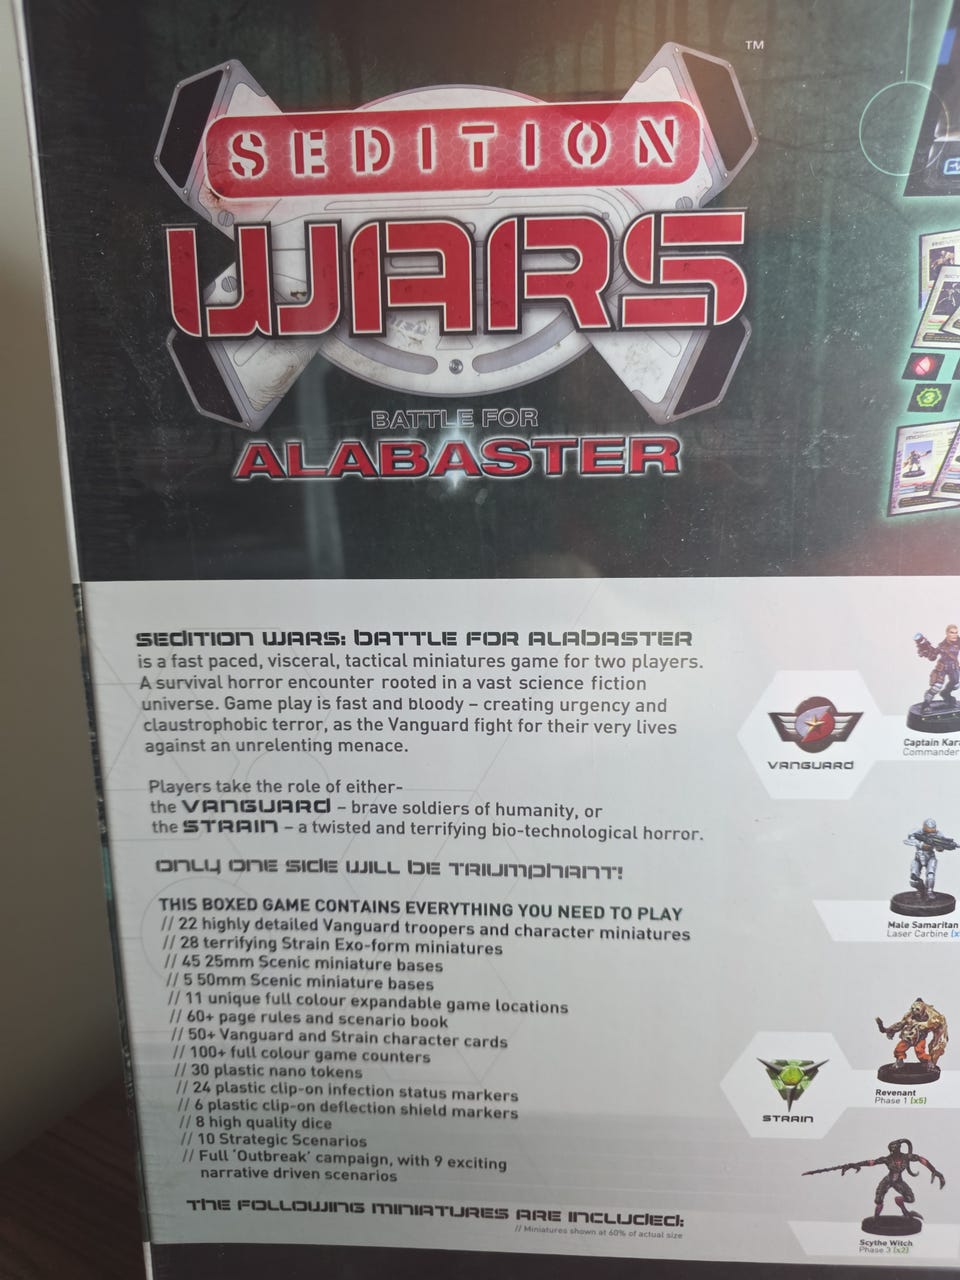 SEDITION
™
WARS
BATTLE FOR
ALABASTER
SEDITION WARS: BATTLE FOR ALABASTER
is a fast paced, visceral, tactical miniatures game for two players.
A survival horror encounter rooted in a vast science fiction
universe. Game play is fast and bloody – creating urgency and
claustrophobic terror, as the Vanguard fight for their very lives
against an unrelenting menace.
Players take the role of either-
the VANGUARD – brave soldiers of humanity, or
the STRAIN – a twisted and terrifying bio-technological horror.
ONLY ONE SIDE WILL BE TRIUMPHANT!
THIS BOXED GAME CONTAINS EVERYTHING YOU NEED TO PLAY
// 22 highly detailed Vanguard troopers and character miniatures
// 28 terrifying Strain Exo-form miniatures
// 45 25mm Scenic miniature bases
// 5 50mm Scenic miniature bases
// 11 unique full colour expandable game locations
// 60+ page rules and scenario book
// 50+ Vanguard and Strain character cards
// 100+ full colour game counters
// 30 plastic nano tokens
// 24 plastic clip-on infection status markers
// 6 plastic clip-on deflection shield markers
// 8 high quality dice
// 10 Strategic Scenarios
// Full 'Outbreak' campaign, with 9 exciting
narrative driven scenarios
THE FOLLOWING MINIATURES ARE INCLUDED:
// Miniatures shown at 60% of actual size
3
VANGUARD
Captain Kar
Commander
Male Samaritan
Laser Carbine (x
STRAIN
Revenant
Phase 1 (x5)
Scythe Witch
Phase 3 (x2)